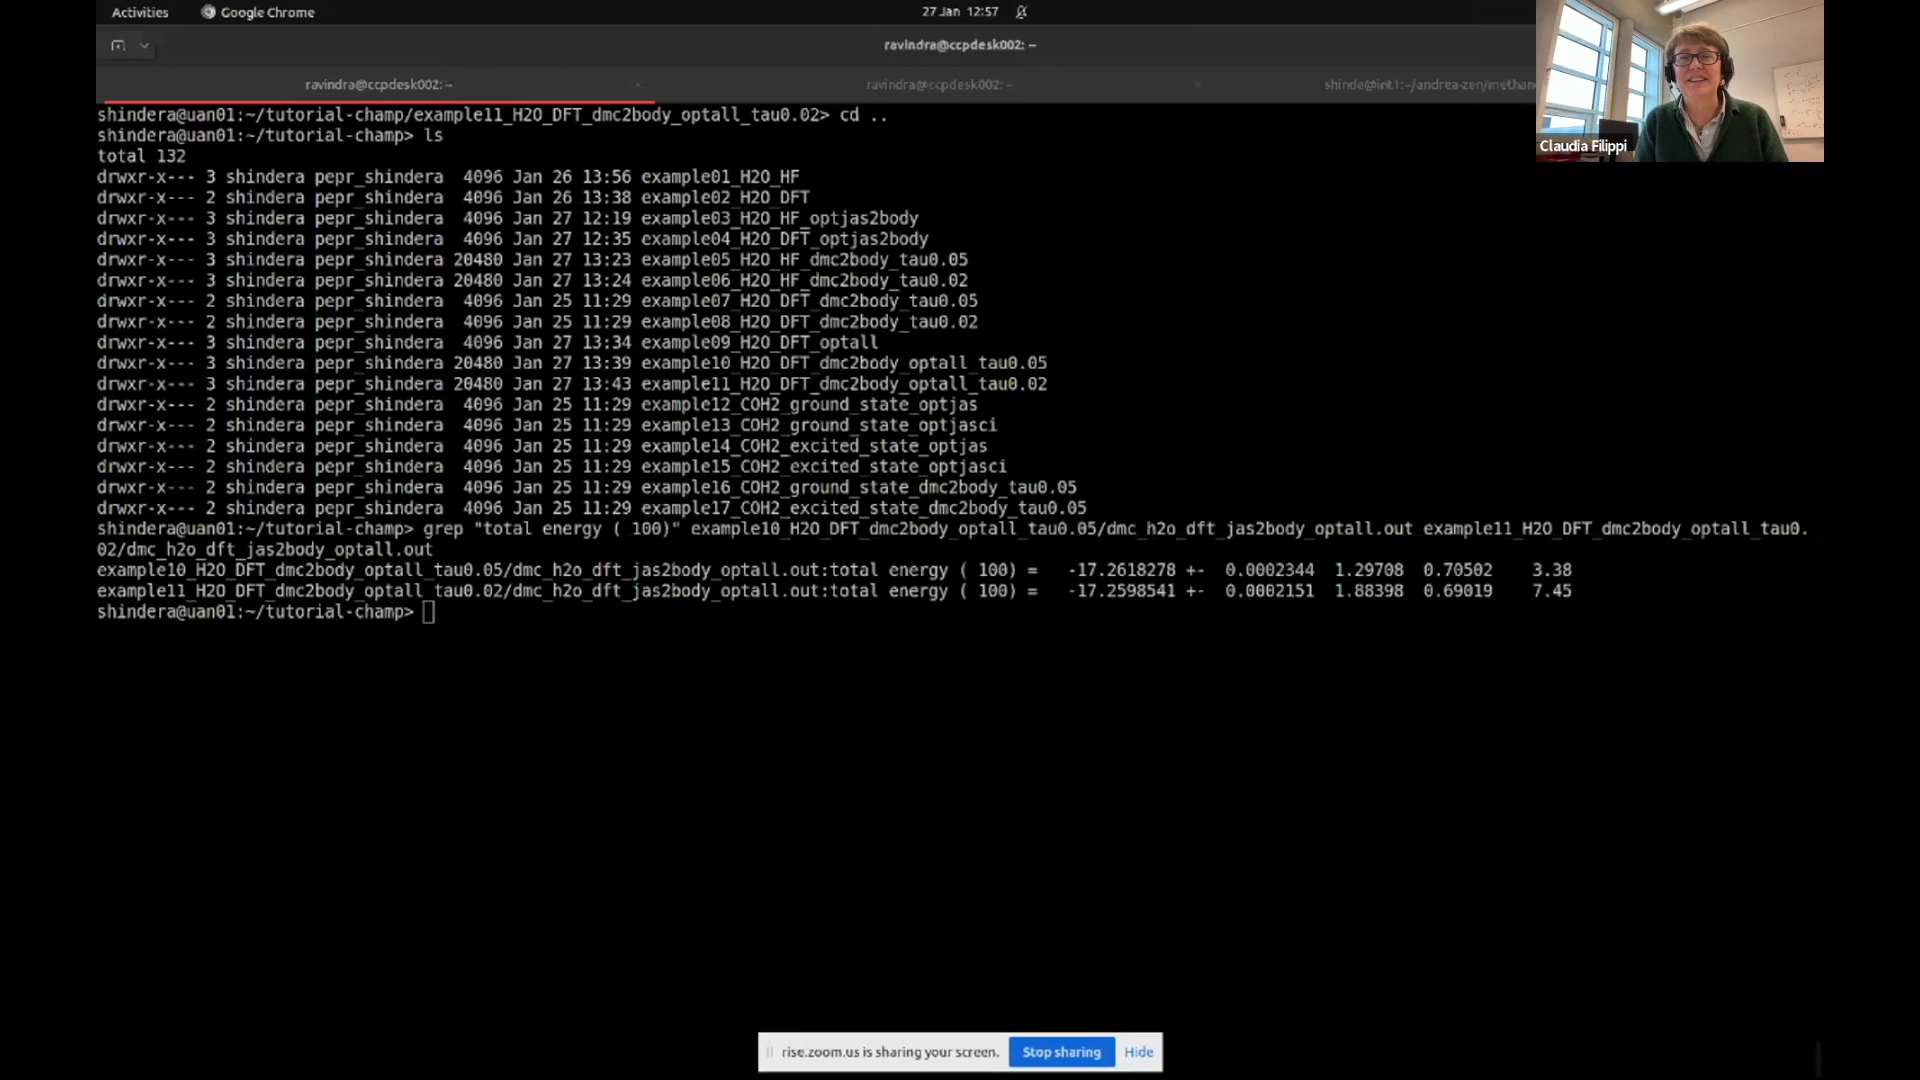 Activities Google Chrome 27 Jan 12:57
ravindra@ccpdesk002: ~
ravindra@ccpdesk002: ~ ravindra@ccpdesk002: ~ shinde@int1:~/andrea-zen/methan
shindera@uan01:~/tutorial-champ/example11_H2O_DFT_dmc2body_optall_tau0.02> cd ..
shindera@uan01:~/tutorial-champ> ls
total 132
drwxr-x--- 3 shindera pepr_shindera 4096 Jan 26 13:56 example01_H2O_HF
drwxr-x--- 2 shindera pepr_shindera 4096 Jan 26 13:38 example02_H2O_DFT
drwxr-x--- 3 shindera pepr_shindera 4096 Jan 27 12:19 example03_H2O_HF_optjas2body
drwxr-x--- 3 shindera pepr_shindera 4096 Jan 27 12:35 example04_H2O_DFT_optjas2body
drwxr-x--- 3 shindera pepr_shindera 20480 Jan 27 13:23 example05_H2O_HF_dmc2body_tau0.05
drwxr-x--- 3 shindera pepr_shindera 20480 Jan 27 13:24 example06_H2O_HF_dmc2body_tau0.02
drwxr-x--- 2 shindera pepr_shindera 4096 Jan 25 11:29 example07_H2O_DFT_dmc2body_tau0.05
drwxr-x--- 2 shindera pepr_shindera 4096 Jan 25 11:29 example08_H2O_DFT_dmc2body_tau0.02
drwxr-x--- 3 shindera pepr_shindera 4096 Jan 27 13:34 example09_H2O_DFT_optall
drwxr-x--- 3 shindera pepr_shindera 20480 Jan 27 13:39 example10_H2O_DFT_dmc2body_optall_tau0.05
drwxr-x--- 3 shindera pepr_shindera 20480 Jan 27 13:43 example11_H2O_DFT_dmc2body_optall_tau0.02
drwxr-x--- 2 shindera pepr_shindera 4096 Jan 25 11:29 example12_COH2_ground_state_optjas
drwxr-x--- 2 shindera pepr_shindera 4096 Jan 25 11:29 example13_COH2_ground_state_optjasci
drwxr-x--- 2 shindera pepr_shindera 4096 Jan 25 11:29 example14_COH2_excited_state_optjas
drwxr-x--- 2 shindera pepr_shindera 4096 Jan 25 11:29 example15_COH2_excited_state_optjasci
drwxr-x--- 2 shindera pepr_shindera 4096 Jan 25 11:29 example16_COH2_ground_state_dmc2body_tau0.05
drwxr-x--- 2 shindera pepr_shindera 4096 Jan 25 11:29 example17_COH2_excited_state_dmc2body_tau0.05
shindera@uan01:~/tutorial-champ> grep "total energy ( 100)" example10_H2O_DFT_dmc2body_optall_tau0.05/dmc_h2o_dft_jas2body_optall.out example11_H2O_DFT_dmc2body_optall_tau0.
02/dmc_h2o_dft_jas2body_optall.out
example10_H2O_DFT_dmc2body_optall_tau0.05/dmc_h2o_dft_jas2body_optall.out:total energy ( 100) = -17.2618278 +- 0.0002344 1.29708 0.70502 3.38
example11_H2O_DFT_dmc2body_optall_tau0.02/dmc_h2o_dft_jas2body_optall.out:total energy ( 100) = -17.2598541 +- 0.0002151 1.88398 0.69019 7.45
shindera@uan01:~/tutorial-champ>
Claudia Filippi
rise.zoom.us is sharing your screen. Stop sharing Hide